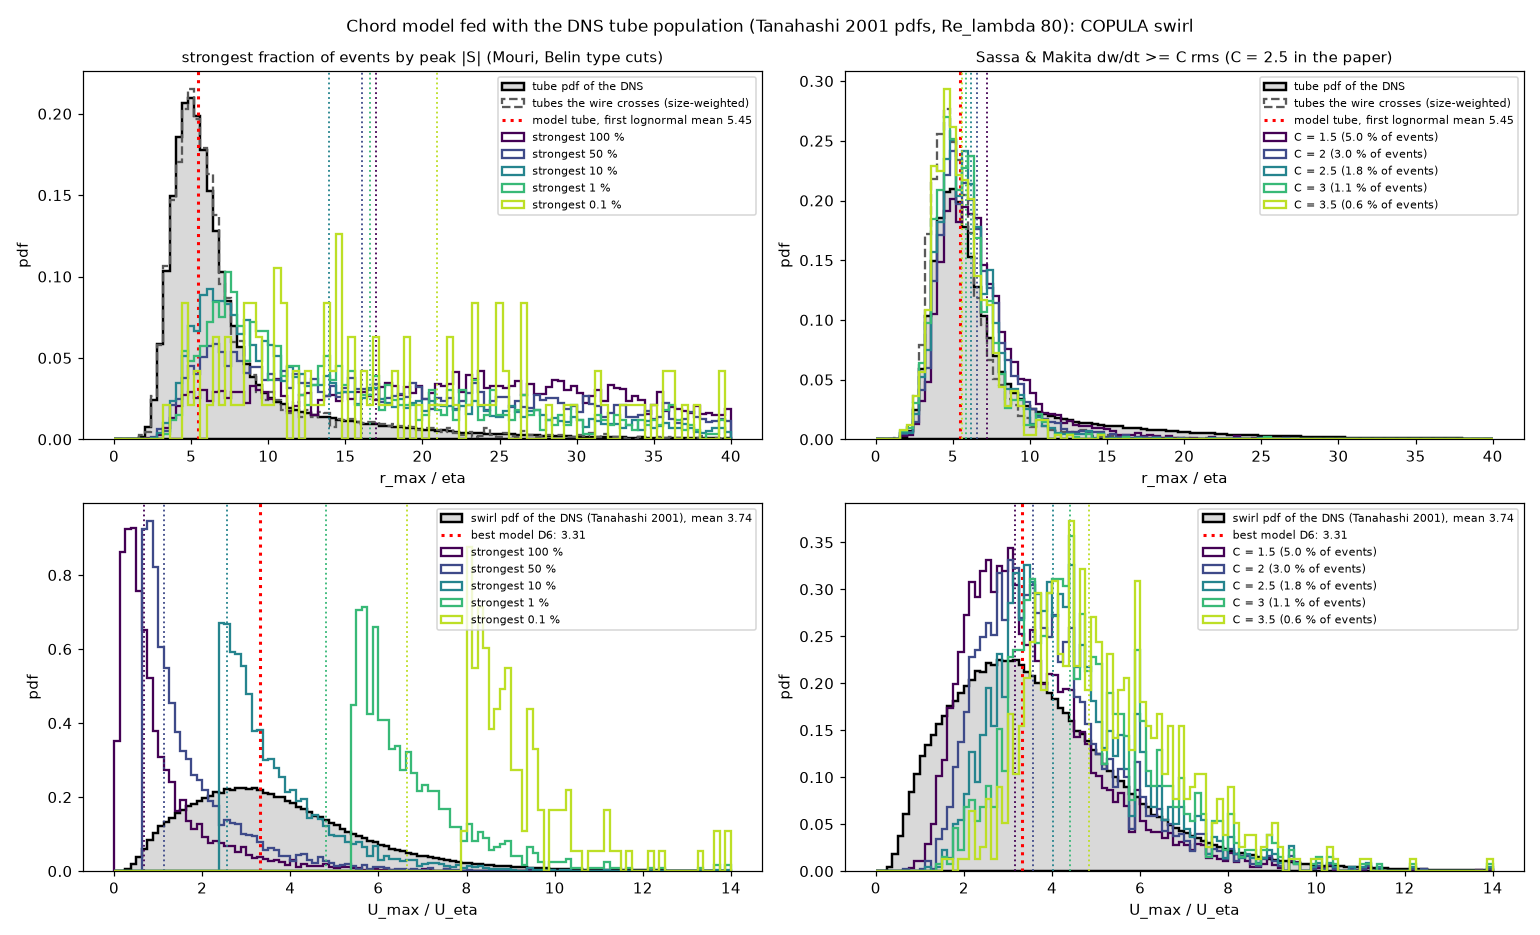 Chord model fed with the DNS tube population (Tanahashi 2001 pdfs, Re_lambda 80): COPULA swirl
strongest fraction of events by peak |S| (Mouri, Belin type cuts)
pdf
0.20
0.15
0.10
0.05
0.00
tube pdf of the DNS
tubes the wire crosses (size-weighted)
model tube, first lognormal mean 5.45
strongest 100 %
strongest 50 %
strongest 10 %
strongest 1 %
strongest 0.1 %
0 5 10 15 20 25 30 35 40
r_max / eta
Sassa & Makita dw/dt >= C rms (C = 2.5 in the paper)
pdf
0.30
0.25
0.20
0.15
0.10
0.05
0.00
tube pdf of the DNS
tubes the wire crosses (size-weighted)
model tube, first lognormal mean 5.45
C = 1.5 (5.0 % of events)
C = 2 (3.0 % of events)
C = 2.5 (1.8 % of events)
C = 3 (1.1 % of events)
C = 3.5 (0.6 % of events)
0 5 10 15 20 25 30 35 40
r_max / eta
pdf
0.8
0.6
0.4
0.2
0.0
swirl pdf of the DNS (Tanahashi 2001), mean 3.74
best model D6: 3.31
strongest 100 %
strongest 50 %
strongest 10 %
strongest 1 %
strongest 0.1 %
0 2 4 6 8 10 12 14
U_max / U_eta
pdf
0.35
0.30
0.25
0.20
0.15
0.10
0.05
0.00
swirl pdf of the DNS (Tanahashi 2001), mean 3.74
best model D6: 3.31
C = 1.5 (5.0 % of events)
C = 2 (3.0 % of events)
C = 2.5 (1.8 % of events)
C = 3 (1.1 % of events)
C = 3.5 (0.6 % of events)
0 2 4 6 8 10 12 14
U_max / U_eta